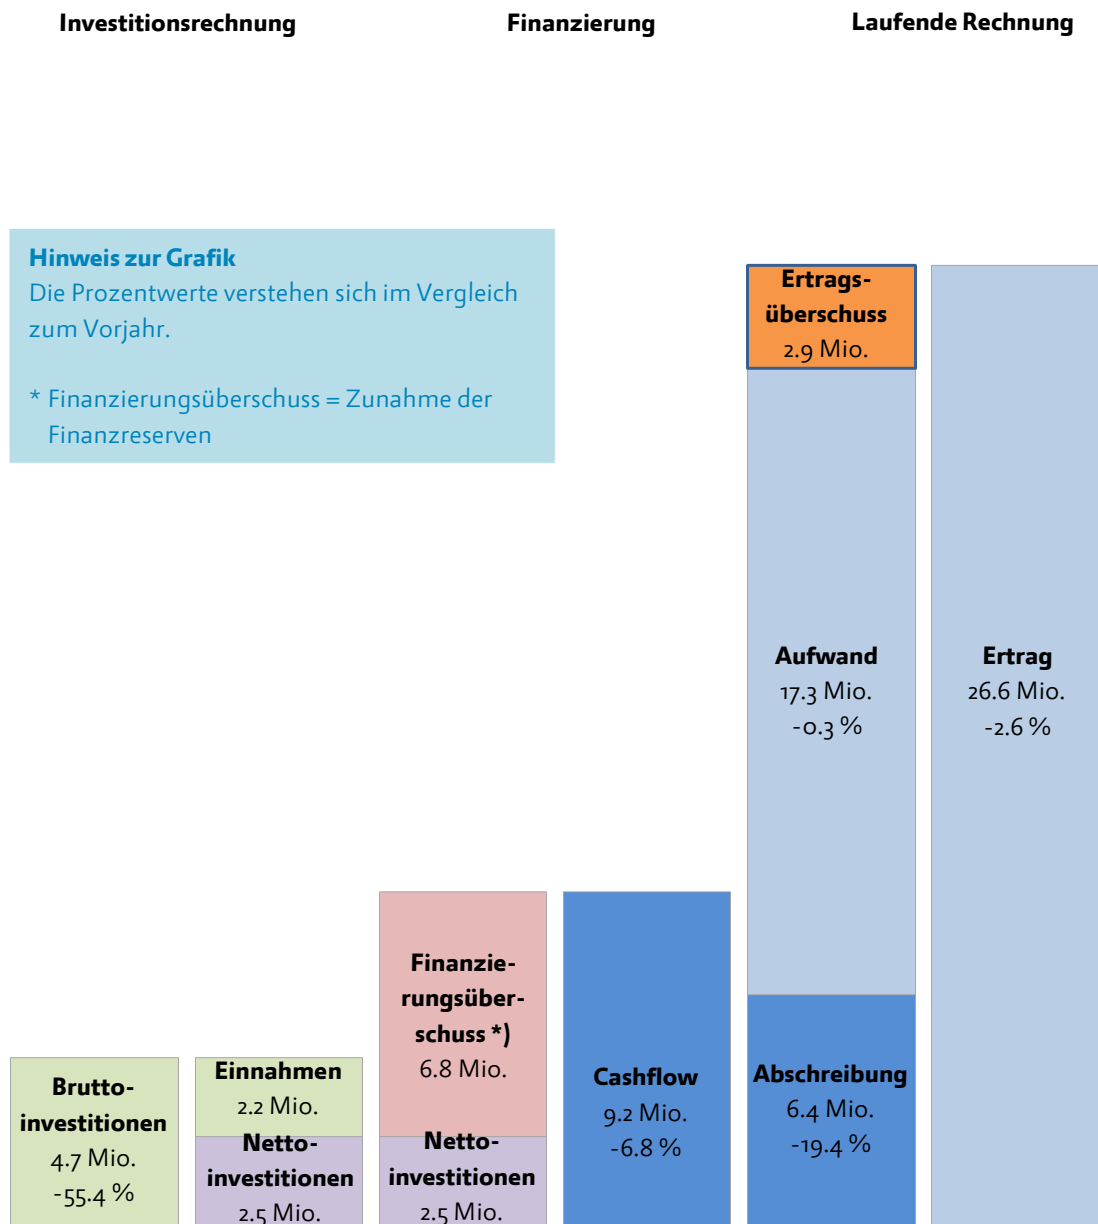 Investitionsrechnung
Finanzierung
Laufende Rechnung
Hinweis zur Grafik
Die Prozentwerte verstehen sich im Vergleich
zum Vorjahr.
* Finanzierungsüberschuss = Zunahme der
Finanzreserven
Brutto-
investitionen
4.7 Mio.
-55.4 %
Einnahmen
2.2 Mio.
Netto-
investitionen
2.5 Mio.
Finanzie-
rungsüber-
schuss *)
6.8 Mio.
Netto-
investitionen
2.5 Mio.
Cashflow
9.2 Mio.
-6.8 %
Ertrags-
überschuss
2.9 Mio.
Aufwand
17.3 Mio.
-0.3 %
Abschreibung
6.4 Mio.
-19.4 %
Ertrag
26.6 Mio.
-2.6 %